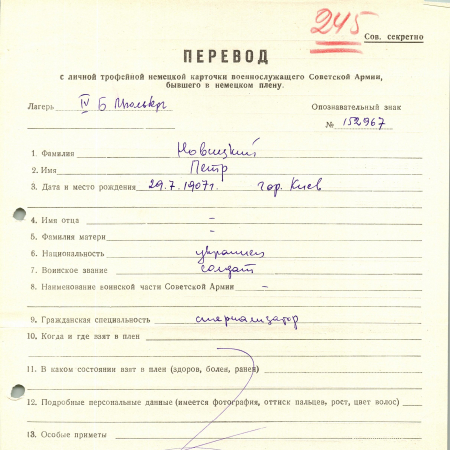 245
Сов. секретно
ПЕРЕВОД
с личной трофейной немецкой карточки военнослужащего Советской Армии,
бывшего в немецком плену.
Лагерь IV Б Мюльберг Опознавательный знак
№ 152967
1. Фамилия Новицкий
2. Имя Петр
3. Дата и место рождения 29.7.1907г. гор. Киев
4. Имя отца –
5. Фамилия матери –
6. Национальность украинец
7. Воинское звание солдат
8. Наименование воинской части Советской Армии –
9. Гражданская специальность стерилизатор
10. Когда и где взят в плен
11. В каком состоянии взят в плен (здоров, болен, ранен)
12. Подробные персональные данные (имеется фотография, оттиск пальцев, рост, цвет волос)
13. Особые приметы